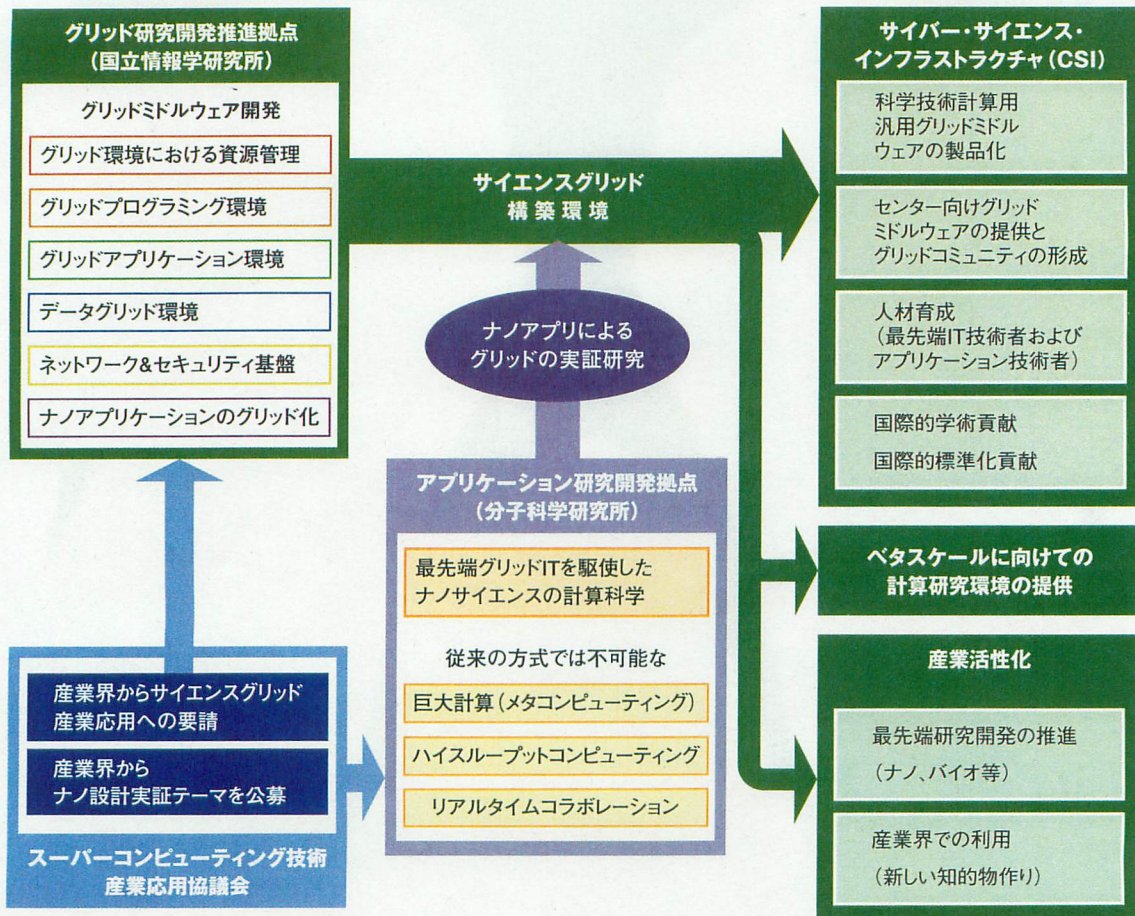 グリッド研究開発推進拠点
(国立情報学研究所)
グリッドミドルウェア開発
グリッド環境における資源管理
グリッドプログラミング環境
グリッドアプリケーション環境
データグリッド環境
ネットワーク&セキュリティ基盤
ナノアプリケーションのグリッド化
産業界からサイエンスグリッド
産業応用への要請
産業界から
ナノ設計実証テーマを公募
スーパーコンピューティング技術
産業応用協議会
サイエンスグリッド
構築環境
ナノアプリによる
グリッドの実証研究
アプリケーション研究開発拠点
(分子科学研究所)
最先端グリッドITを駆使した
ナノサイエンスの計算科学
従来の方式では不可能な
巨大計算(メタコンピューティング)
ハイスループットコンピューティング
リアルタイムコラボレーション
サイバー・サイエンス・
インフラストラクチャ(CSI)
科学技術計算用
汎用グリッドミドル
ウェアの製品化
センター向けグリッド
ミドルウェアの提供と
グリッドコミュニティの形成
人材育成
(最先端IT技術者および
アプリケーション技術者)
国際的学術貢献
国際的標準化貢献
ペタスケールに向けての
計算研究環境の提供
産業活性化
最先端研究開発の推進
(ナノ、バイオ等)
産業界での利用
(新しい知的物作り)